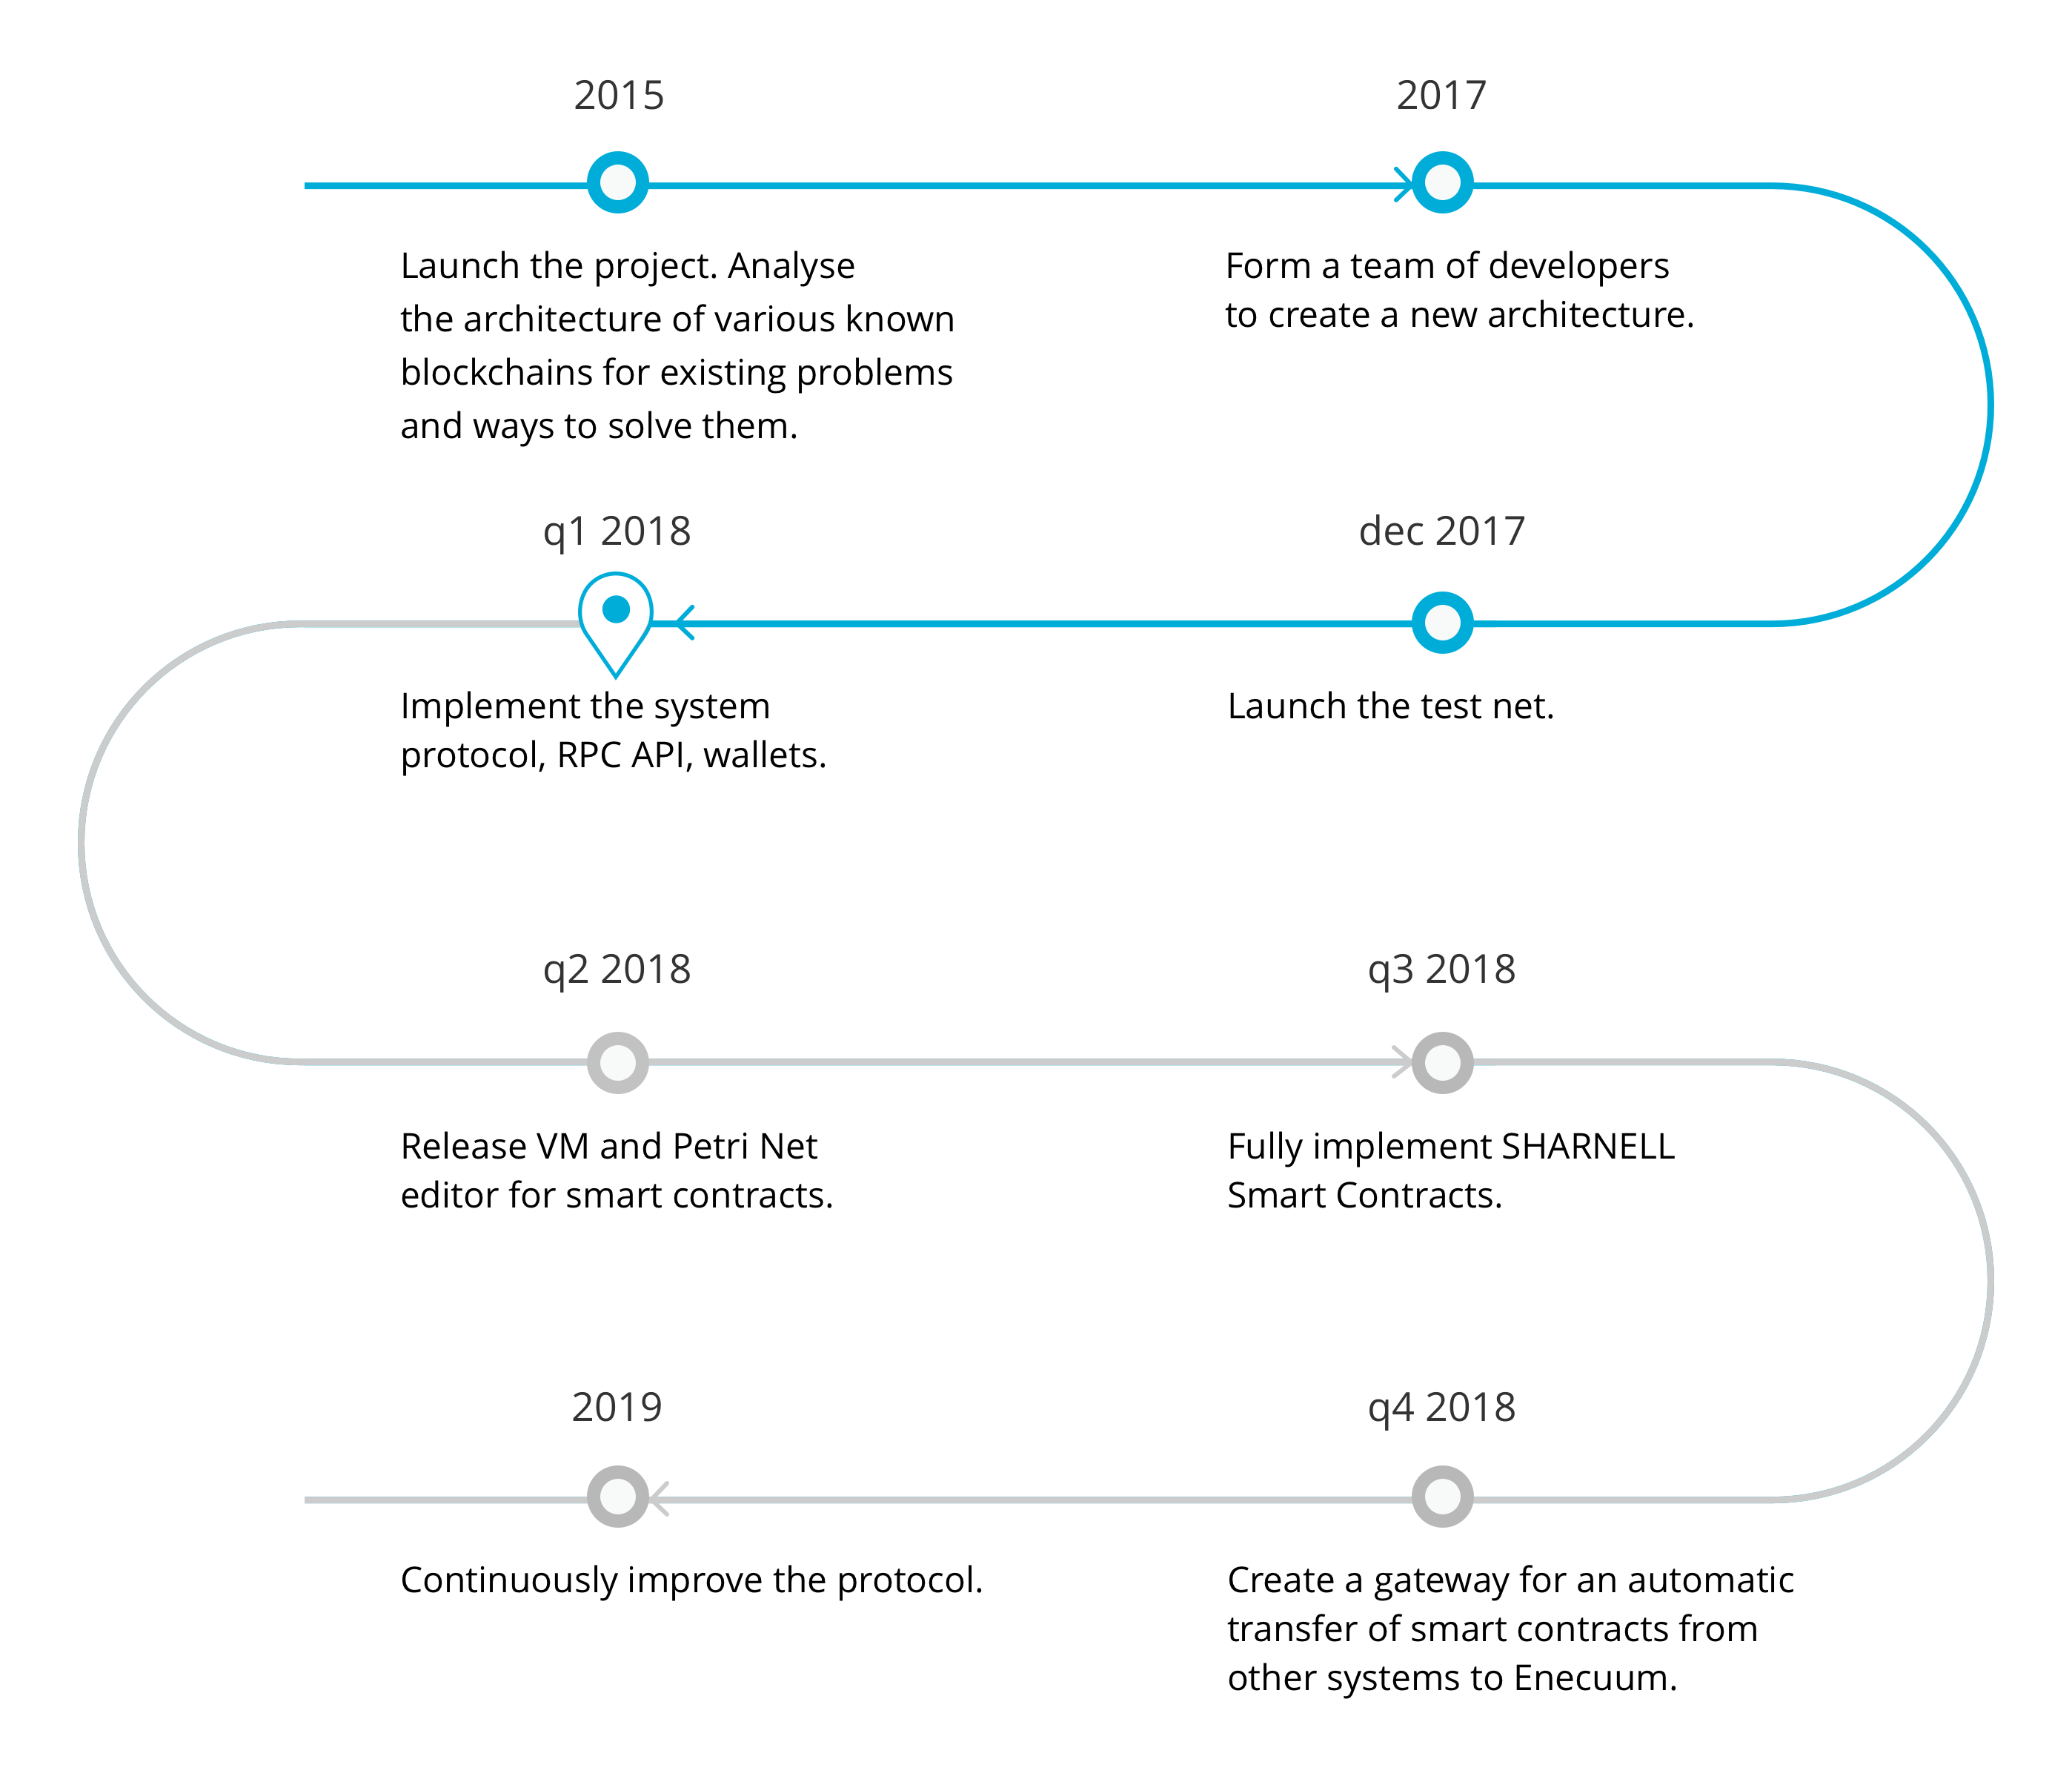 2015
Launch the project. Analyse
the architecture of various known
blockchains for existing problems
and ways to solve them.
2017
Form a team of developers
to create a new architecture.
dec 2017
Launch the test net.
q1 2018
Implement the system
protocol, RPC API, wallets.
q2 2018
Release VM and Petri Net
editor for smart contracts.
q3 2018
Fully implement SHARNELL
Smart Contracts.
q4 2018
Create a gateway for an automatic
transfer of smart contracts from
other systems to Enecuum.
2019
Continuously improve the protocol.